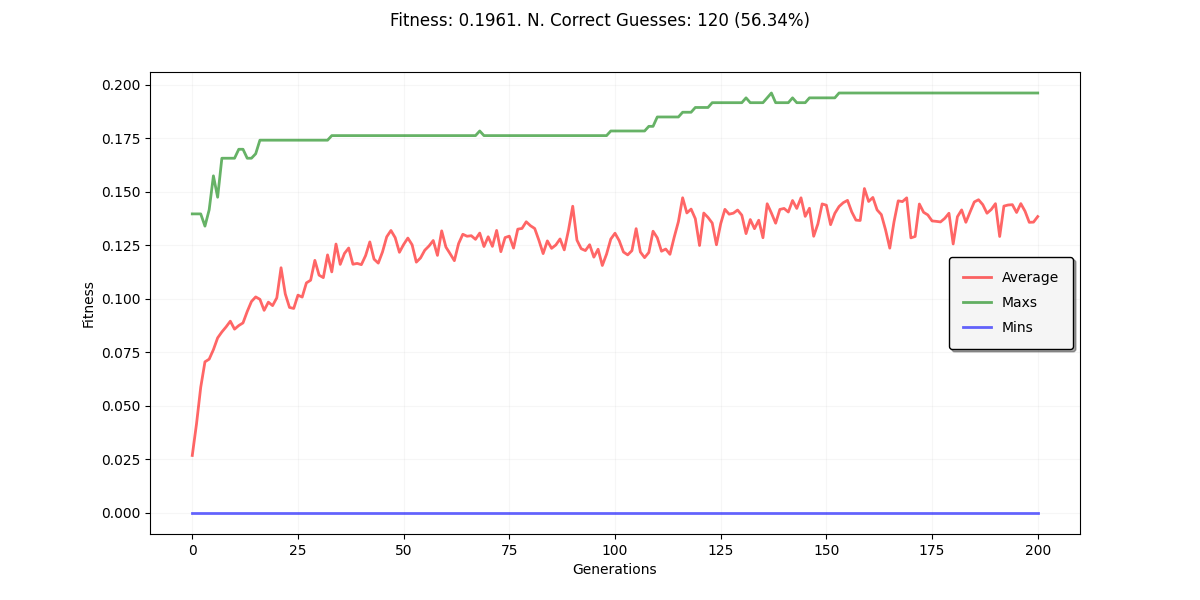 Fitness: 0.1961. N. Correct Guesses: 120 (56.34%)
0.200
0.175
0.150
0.125
0.100
0.075
0.050
0.025
0.000
Fitness
Average
Maxs
Mins
0 25 50 75 100 125 150 175 200
Generations